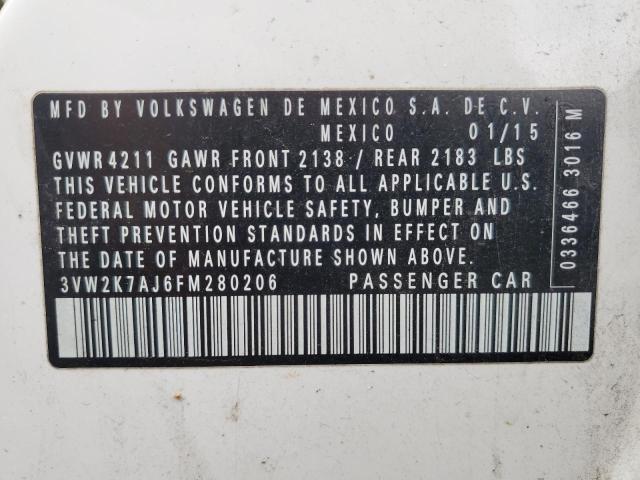 MFD BY VOLKSWAGEN DE MEXICO S.A. DE C.V.
MEXICO 01/15
GVWR 4211 GAWR FRONT 2138 / REAR 2183 LBS
THIS VEHICLE CONFORMS TO ALL APPLICABLE U.S.
FEDERAL MOTOR VEHICLE SAFETY, BUMPER AND
THEFT PREVENTION STANDARDS IN EFFECT ON
THE DATE OF MANUFACTURE SHOWN ABOVE.
3VW2K7AJ6FM280206 PASSENGER CAR
0336466 3016 M